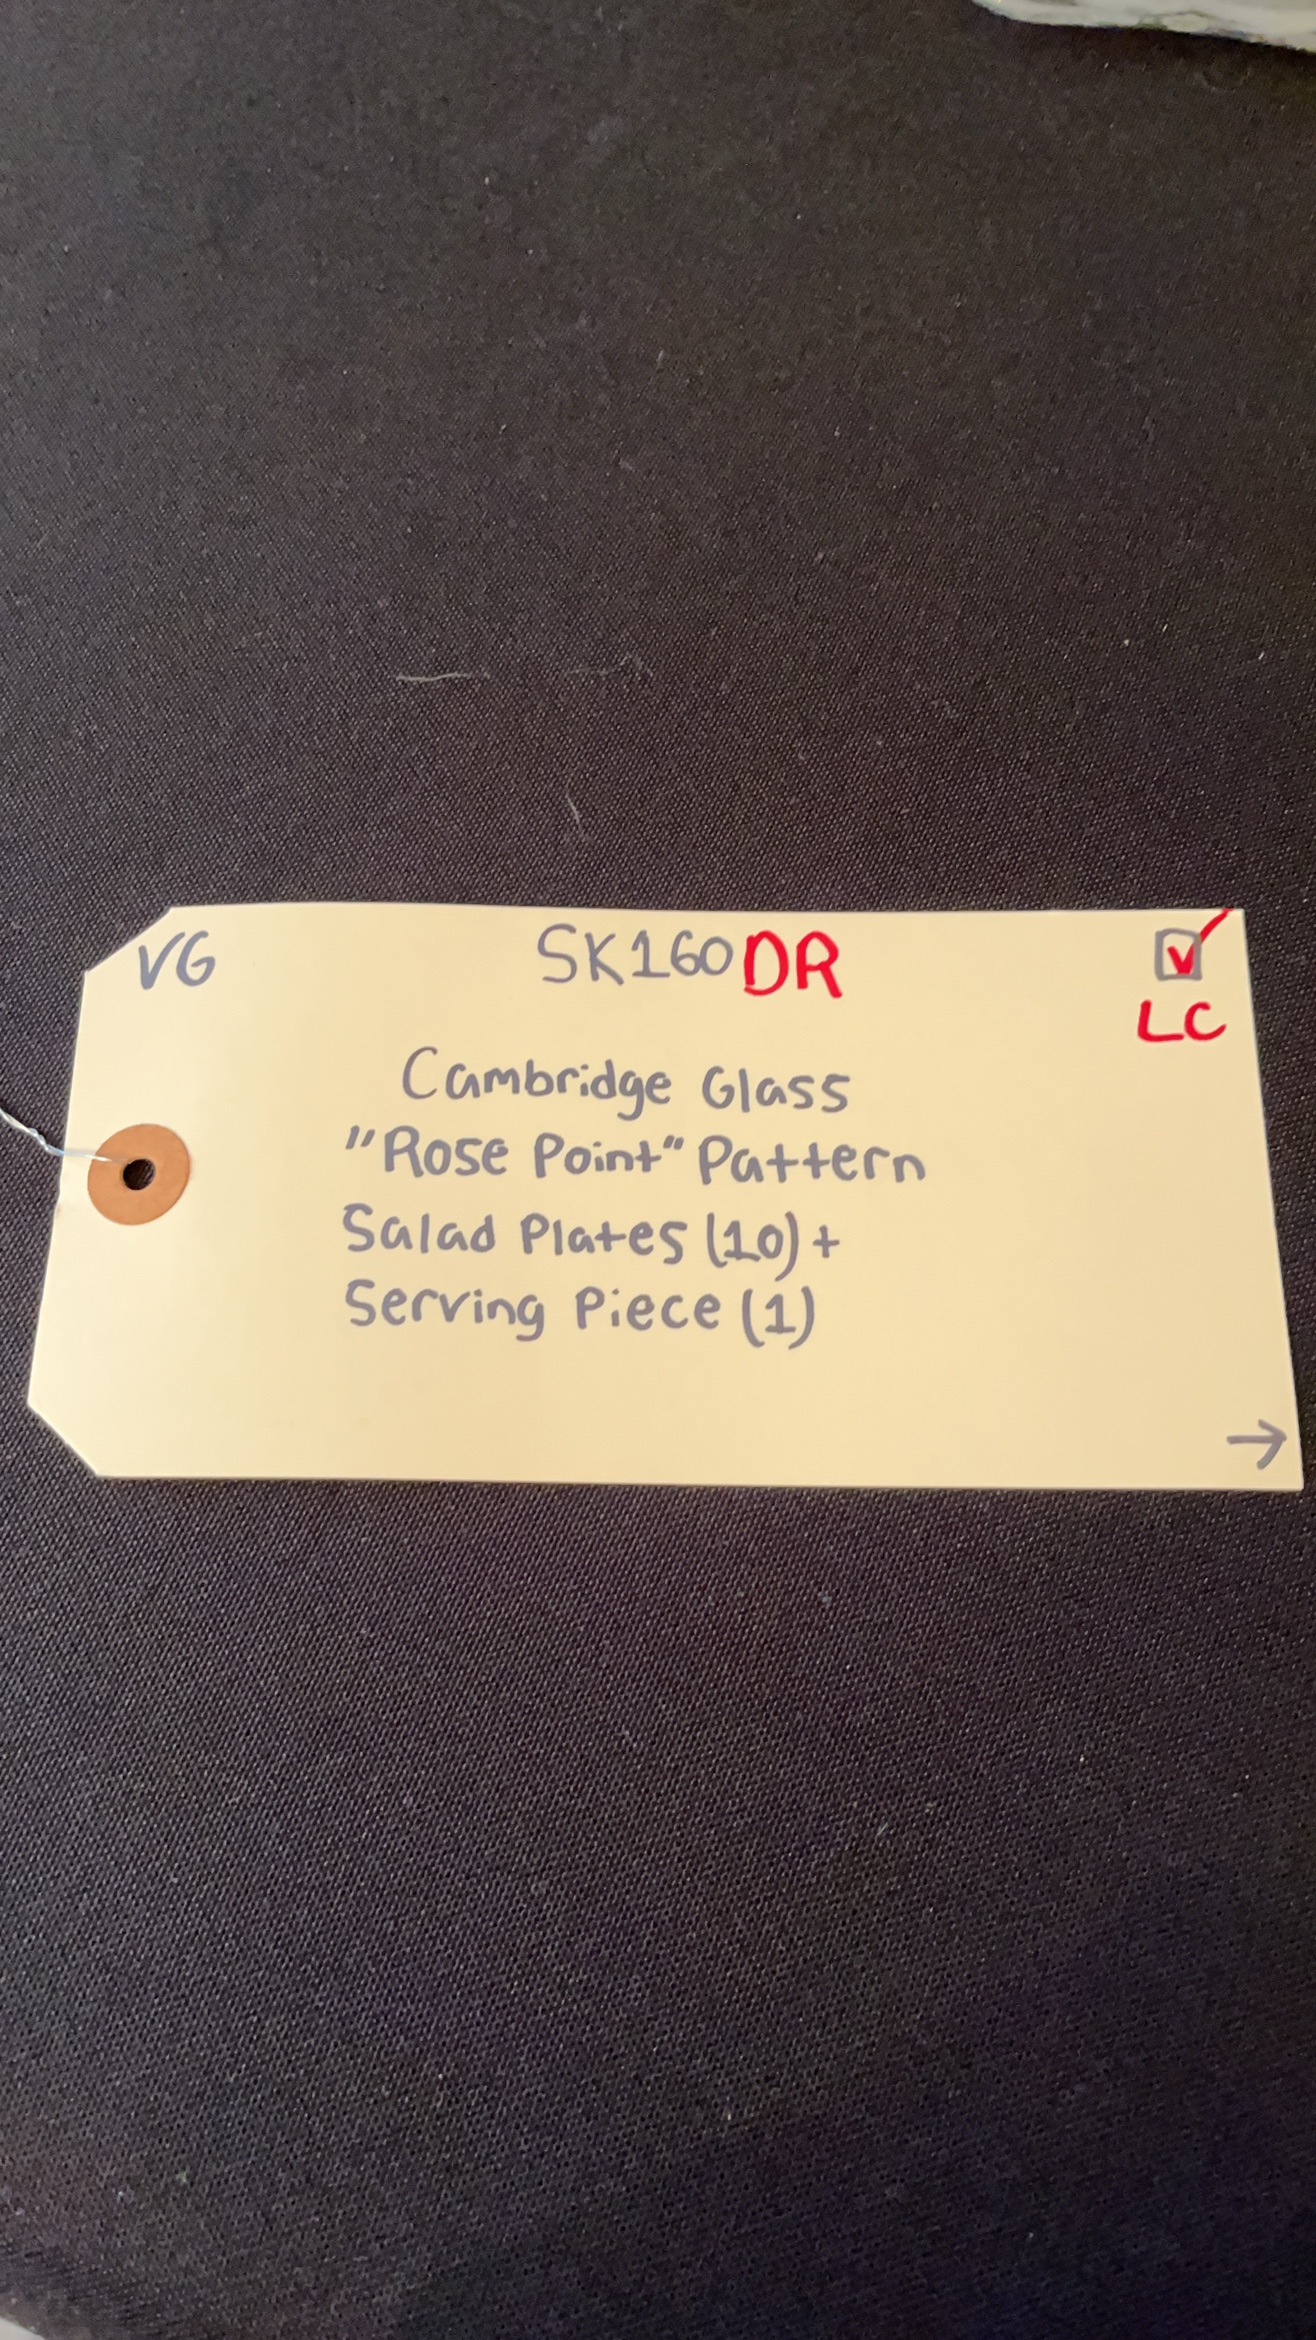 VG SK160DR ☑
LC
Cambridge Glass
"Rose Point" Pattern
Salad Plates (10) +
Serving Piece (1)
→